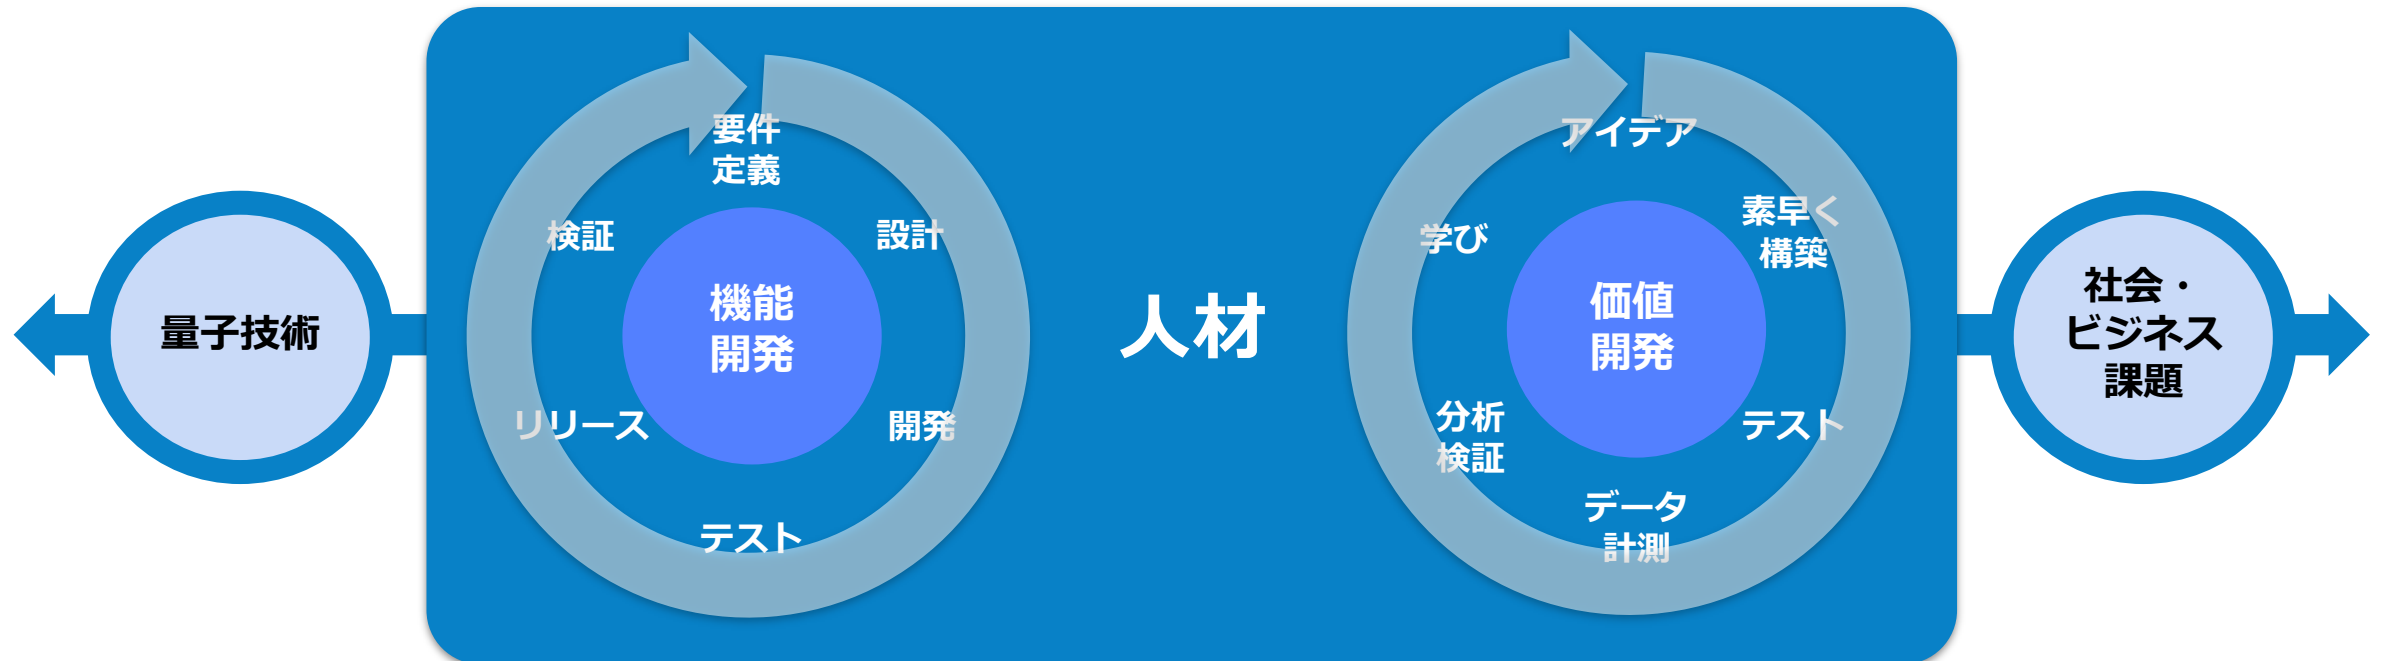 量子技術
要件
定義
設計
開発
テスト
リリース
検証
機能
開発
人材
アイデア
素早く
構築
テスト
データ
計測
分析
検証
学び
価値
開発
社会・
ビジネス
課題